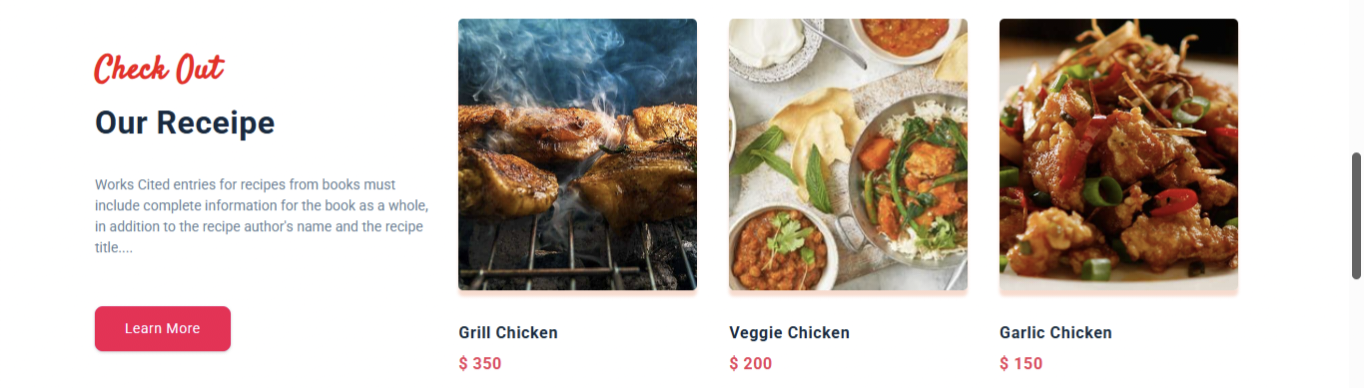 Check Out
Our Receipe
Works Cited entries for recipes from books must
include complete information for the book as a whole,
in addition to the recipe author's name and the recipe
title....
Learn More
Grill Chicken
$ 350
Veggie Chicken
$ 200
Garlic Chicken
$ 150